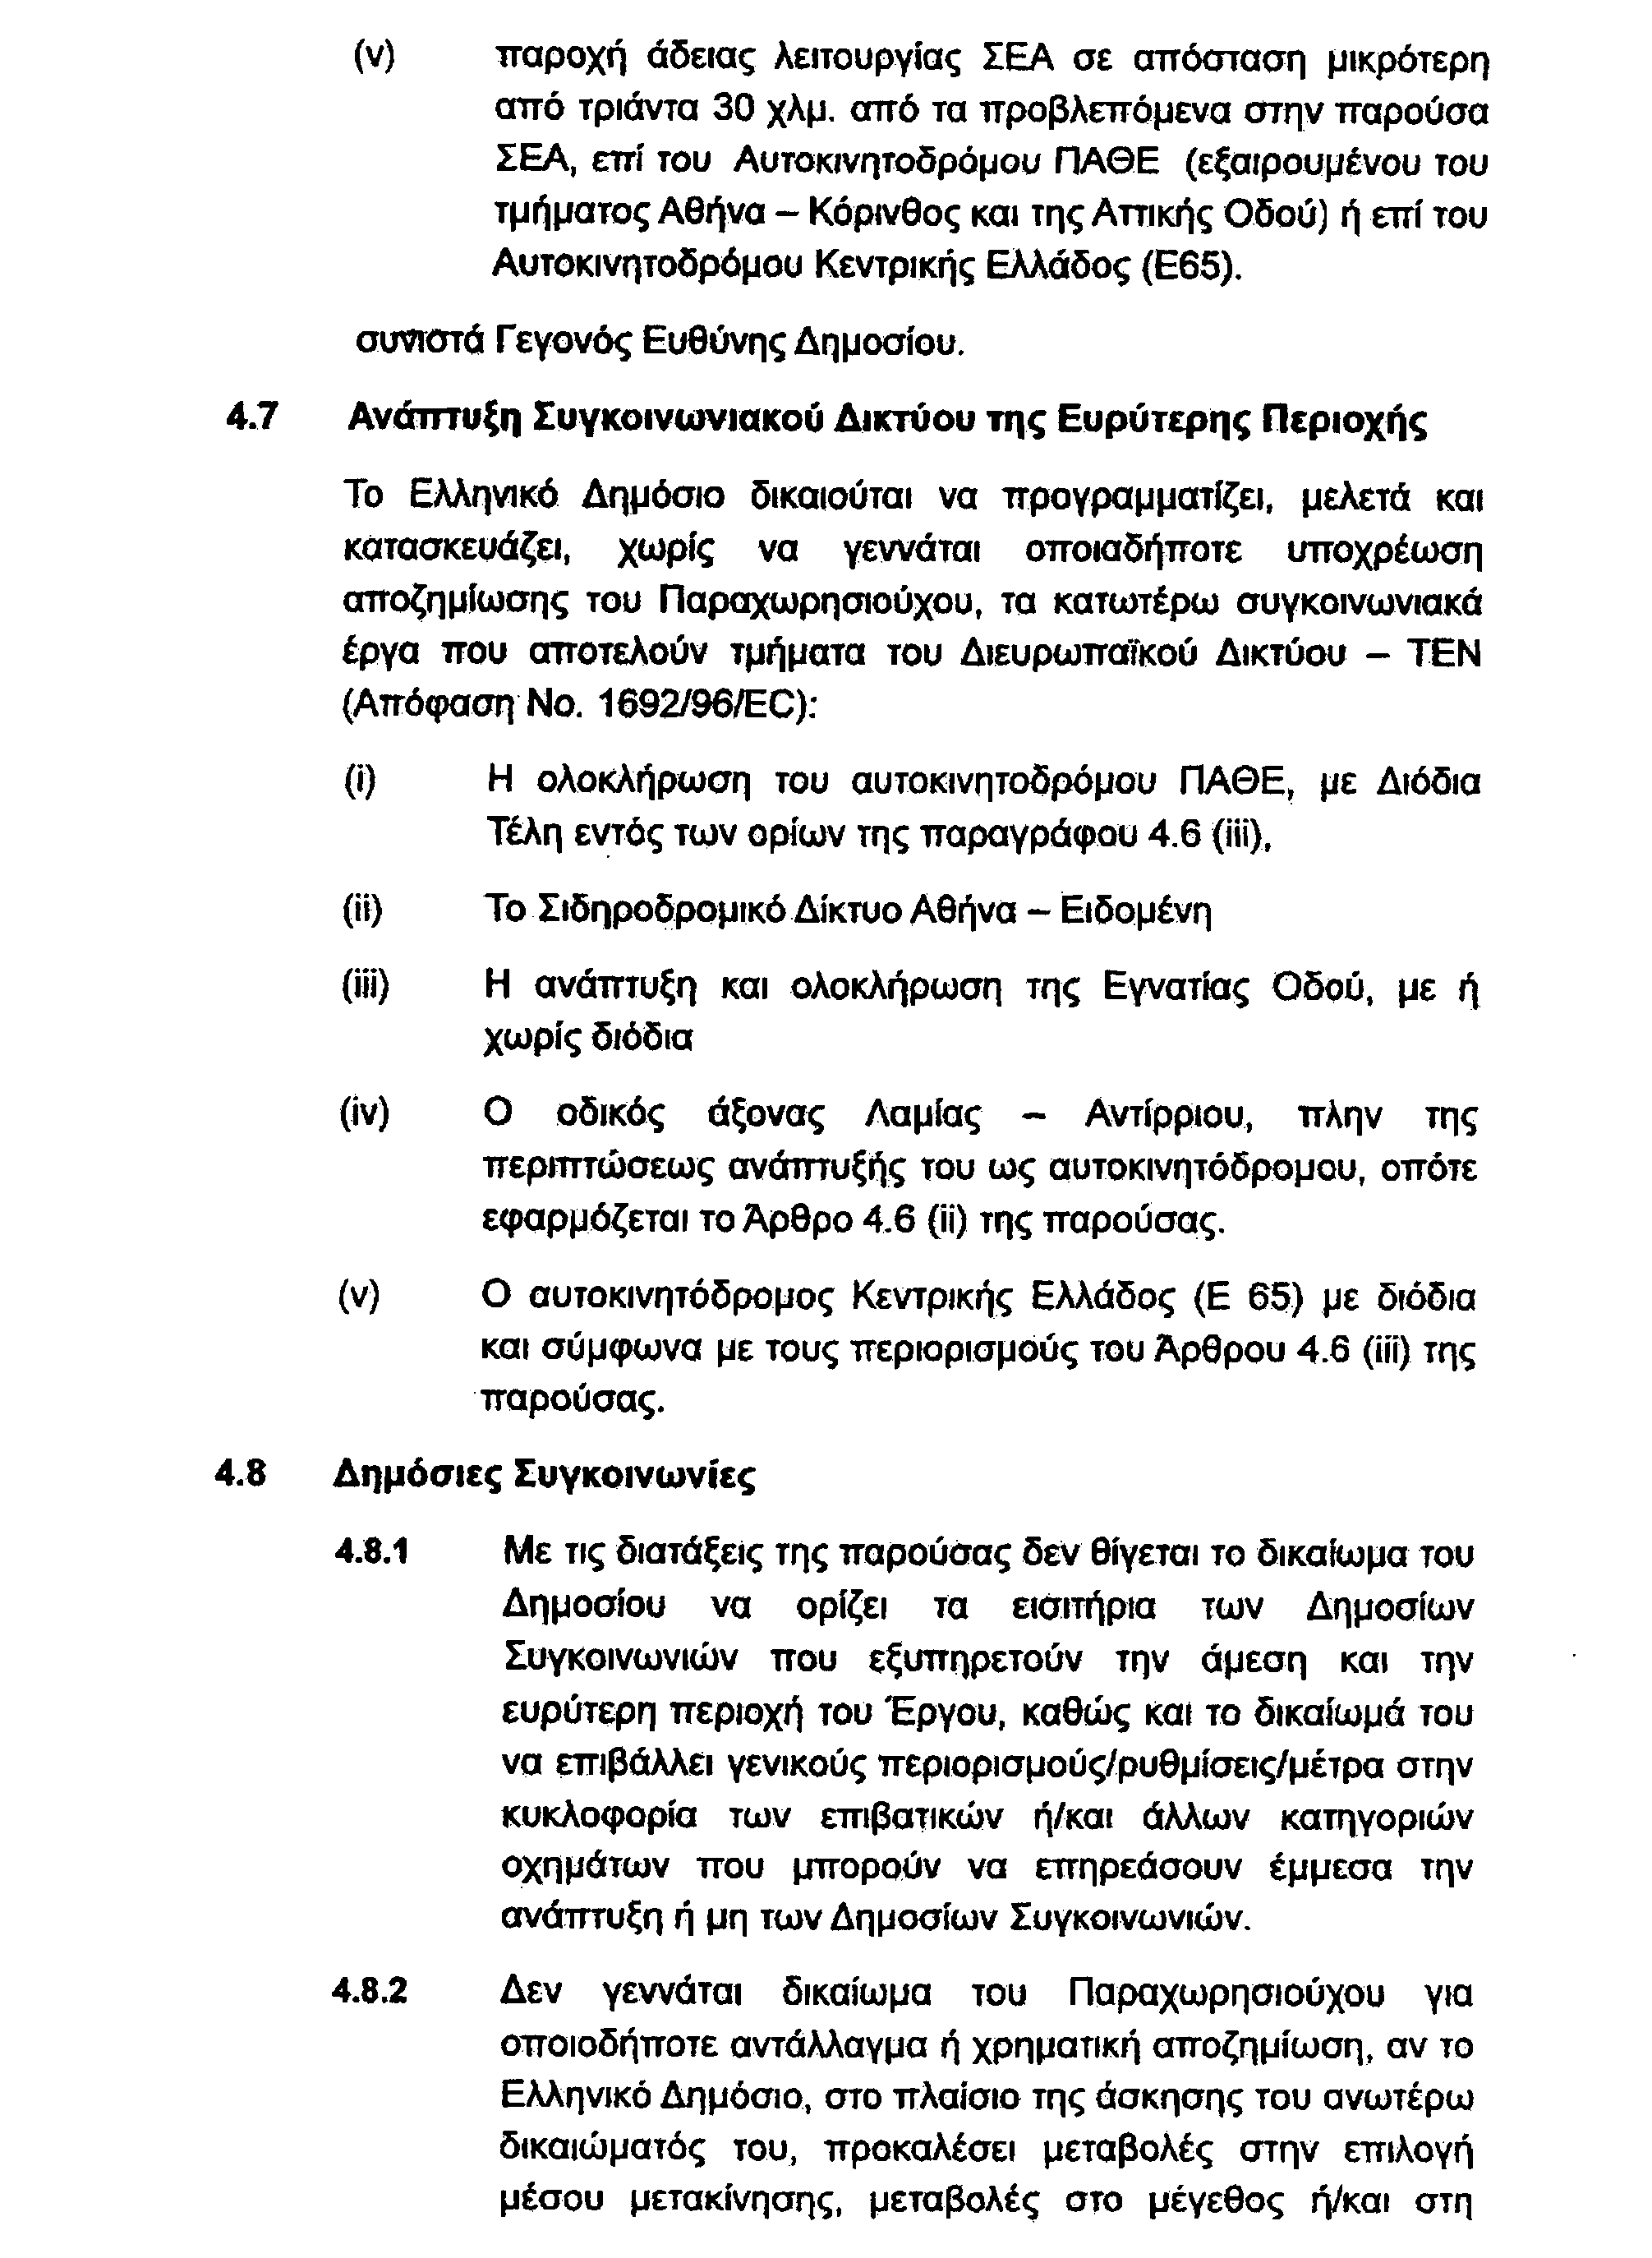 (v) παροχή άδειας λειτουργίας ΣΕΑ σε απόσταση μικρότερη
από τριάντα 30 χλμ. από τα προβλεπόμενα στην παρούσα
ΣΕΑ, επί του Αυτοκινητοδρόμου ΠΑΘΕ (εξαιρουμένου του
τμήματος Αθήνα – Κόρινθος και της Αττικής Οδού) ή επί του
Αυτοκινητοδρόμου Κεντρικής Ελλάδος (Ε65).
συνιστά Γεγονός Ευθύνης Δημοσίου.
4.7 Ανάπτυξη Συγκοινωνιακού Δικτύου της Ευρύτερης Περιοχής
Το Ελληνικό Δημόσιο δικαιούται να προγραμματίζει, μελετά και
κατασκευάζει, χωρίς να γεννάται οποιαδήποτε υποχρέωση
αποζημίωσης του Παραχωρησιούχου, τα κατωτέρω συγκοινωνιακά
έργα που αποτελούν τμήματα του Διευρωπαϊκού Δικτύου – ΤΕΝ
(Απόφαση Νο. 1692/96/EC):
(i) Η ολοκλήρωση του αυτοκινητοδρόμου ΠΑΘΕ, με Διόδια
Τέλη εντός των ορίων της παραγράφου 4.6 (iii),
(ii) Το Σιδηροδρομικό Δίκτυο Αθήνα – Ειδομένη
(iii) Η ανάπτυξη και ολοκλήρωση της Εγνατίας Οδού, με ή
χωρίς διόδια
(iv) Ο οδικός άξονας Λαμίας – Αντίρριου, πλην της
περιπτώσεως ανάπτυξής του ως αυτοκινητόδρομου, οπότε
εφαρμόζεται το Άρθρο 4.6 (ii) της παρούσας.
(v) Ο αυτοκινητόδρομος Κεντρικής Ελλάδος (Ε 65) με διόδια
και σύμφωνα με τους περιορισμούς του Άρθρου 4.6 (iii) της
παρούσας.
4.8 Δημόσιες Συγκοινωνίες
4.8.1 Με τις διατάξεις της παρούσας δεν θίγεται το δικαίωμα του
Δημοσίου να ορίζει τα εισιτήρια των Δημοσίων
Συγκοινωνιών που εξυπηρετούν την άμεση και την
ευρύτερη περιοχή του Έργου, καθώς και το δικαίωμά του
να επιβάλλει γενικούς περιορισμούς/ρυθμίσεις/μέτρα στην
κυκλοφορία των επιβατικών ή/και άλλων κατηγοριών
οχημάτων που μπορούν να επηρεάσουν έμμεσα την
ανάπτυξη ή μη των Δημοσίων Συγκοινωνιών.
4.8.2 Δεν γεννάται δικαίωμα του Παραχωρησιούχου για
οποιοδήποτε αντάλλαγμα ή χρηματική αποζημίωση, αν το
Ελληνικό Δημόσιο, στο πλαίσιο της άσκησης του ανωτέρω
δικαιώματός του, προκαλέσει μεταβολές στην επιλογή
μέσου μετακίνησης, μεταβολές στο μέγεθος ή/και στη